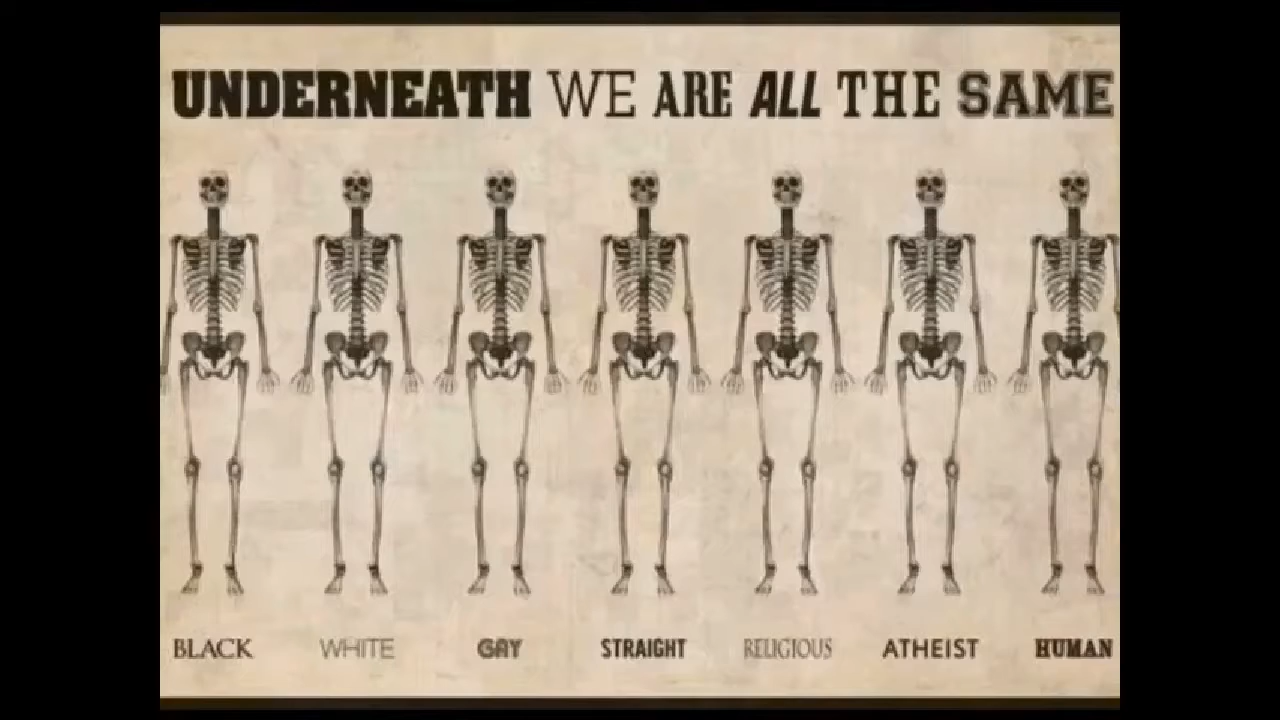 UNDERNEATH WE ARE ALL THE SAME
BLACK WHITE GAY STRAIGHT RELIGIOUS ATHEIST HUMAN